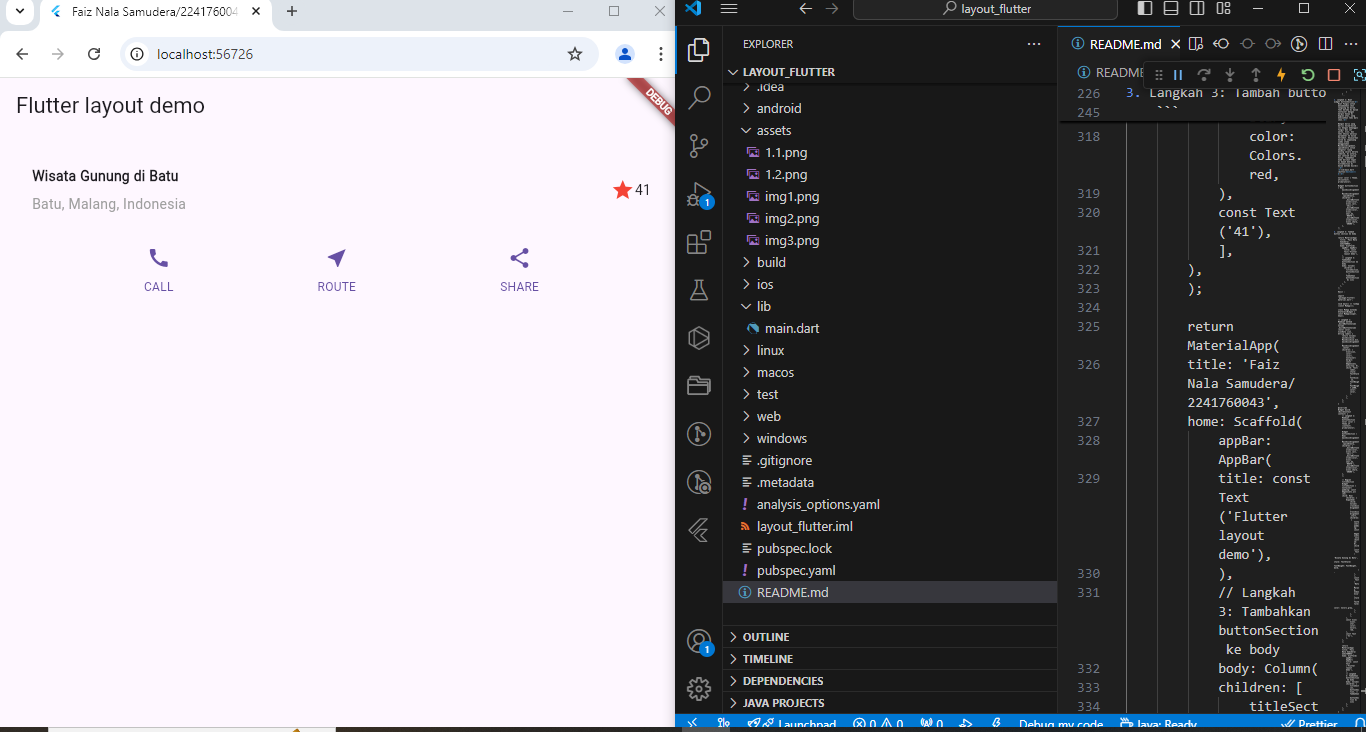 Faiz Nala Samudera/224176004
localhost:56726
Flutter layout demo
DEBUG
Wisata Gunung di Batu
Batu, Malang, Indonesia
41
CALL
ROUTE
SHARE
layout_flutter
EXPLORER
LAYOUT_FLUTTER
.idea
android
assets
1.1.png
1.2.png
img1.png
img2.png
img3.png
build
ios
lib
main.dart
linux
macos
test
web
windows
.gitignore
.metadata
analysis_options.yaml
layout_flutter.iml
pubspec.lock
pubspec.yaml
README.md
OUTLINE
TIMELINE
DEPENDENCIES
JAVA PROJECTS
1
1
README.md
README
226 3. Langkah 3: Tambah butto
245 ```
318 color:
Colors.
red,
319 ),
320 const Text
('41'),
321 ],
322 ),
323 );
324
325 return
MaterialApp(
326 title: 'Faiz
Nala Samudera/
2241760043',
327 home: Scaffold(
328 appBar:
AppBar(
329 title: const
Text
('Flutter
layout
demo'),
330 ),
331 // Langkah
3: Tambahkan
buttonSection
ke body
332 body: Column(
333 children: [
334 titleSect
Launchpad
0 0
0
Debug my code
Java: Ready
Prettier